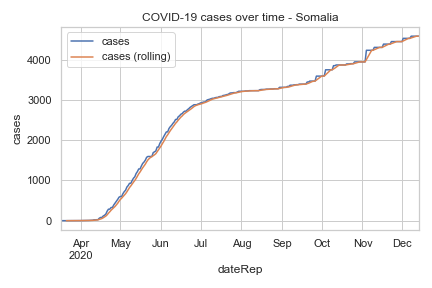 COVID-19 cases over time - Somalia
cases
cases (rolling)
4000
3000
2000
1000
0
cases
Apr May Jun Jul Aug Sep Oct Nov Dec
2020
dateRep